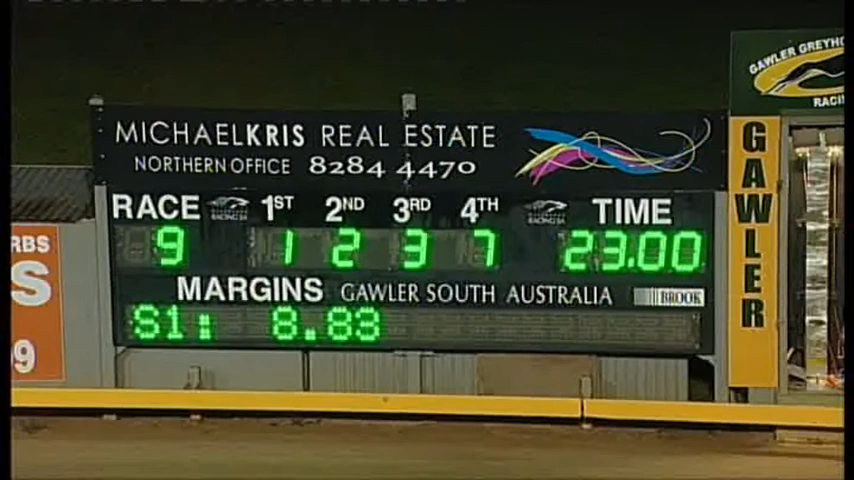 GAWLER GREYHO
RACIN
MICHAELKRIS REAL ESTATE
NORTHERN OFFICE 8284 4470
RACE 1ST 2ND 3RD 4TH TIME
9 1 2 3 7 23.00
MARGINS GAWLER SOUTH AUSTRALIA BROOK
S1: 8.83
GAWLER
RBS
S
9